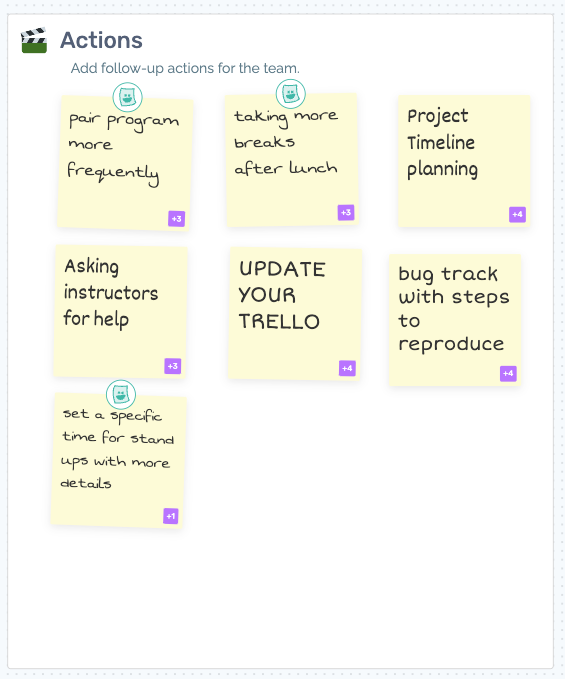 Actions
Add follow-up actions for the team.
pair program
more
frequently
+3
taking more
breaks
after lunch
+3
Project
Timeline
planning
+4
Asking
instructors
for help
+3
UPDATE
YOUR
TRELLO
+4
bug track
with steps
to
reproduce
+4
set a specific
time for stand
ups with more
details
+1